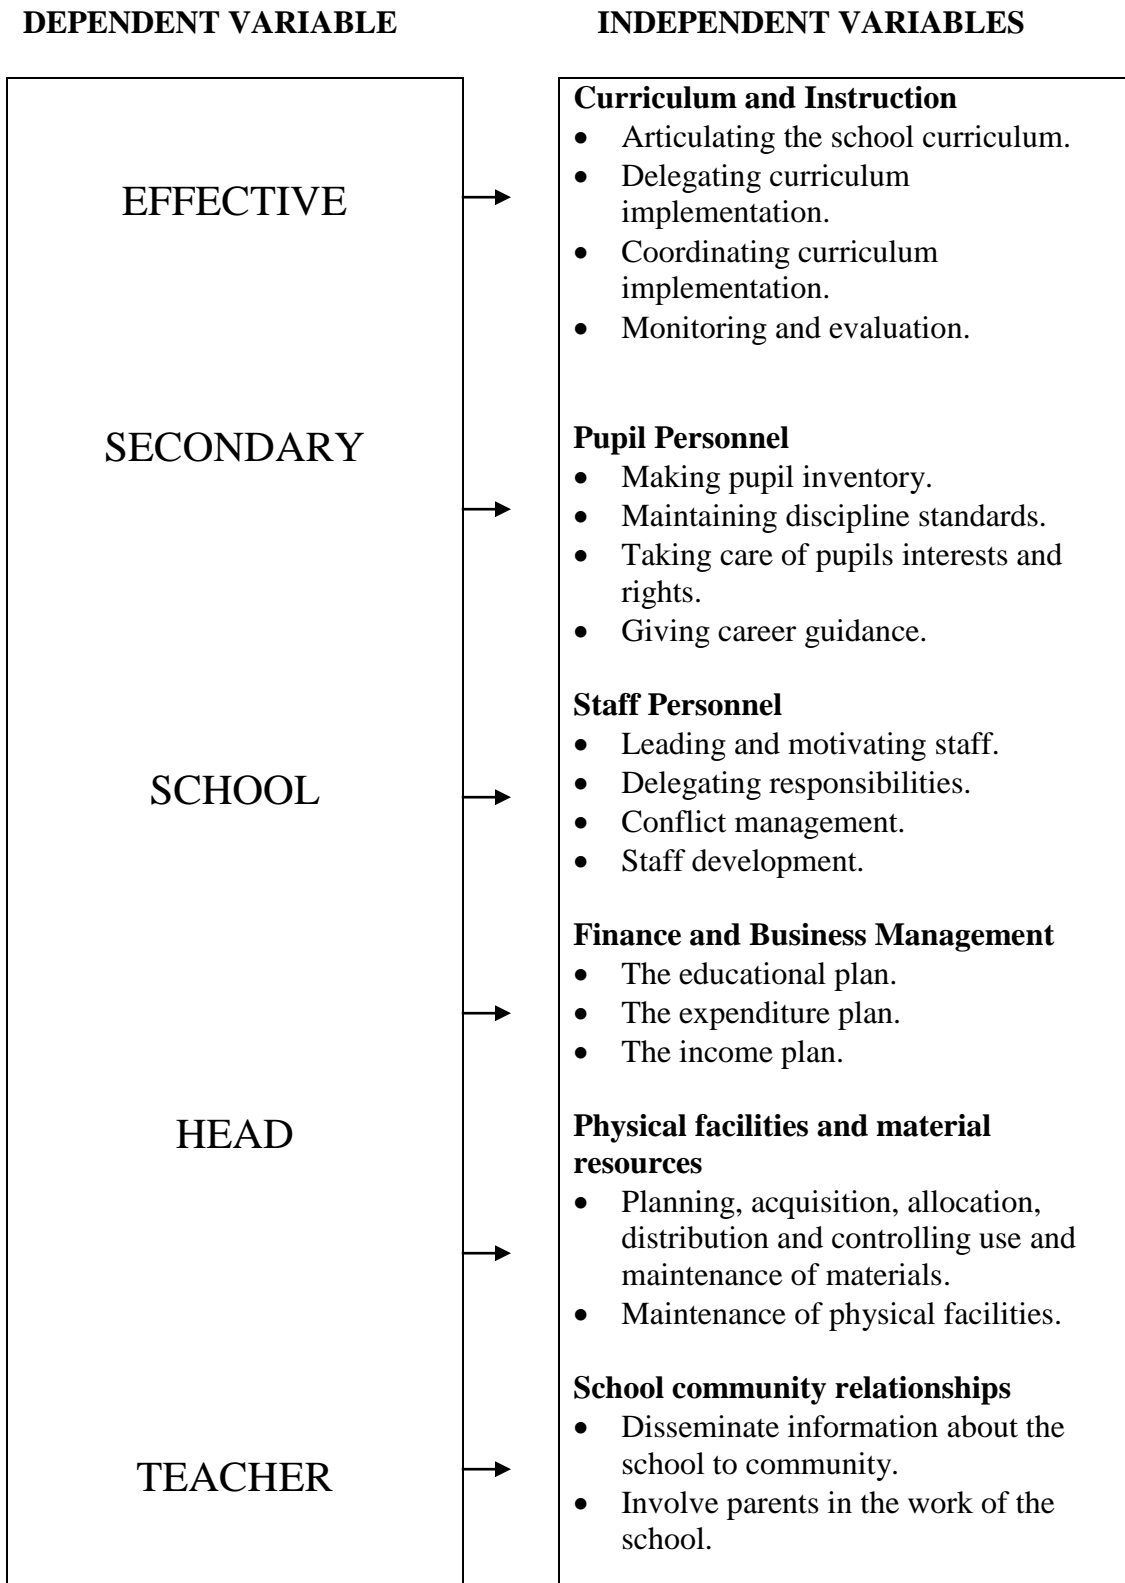 DEPENDENT VARIABLE
INDEPENDENT VARIABLES
EFFECTIVE
SECONDARY
SCHOOL
HEAD
TEACHER
Curriculum and Instruction
• Articulating the school curriculum.
• Delegating curriculum
implementation.
• Coordinating curriculum
implementation.
• Monitoring and evaluation.
Pupil Personnel
• Making pupil inventory.
• Maintaining discipline standards.
• Taking care of pupils interests and
rights.
• Giving career guidance.
Staff Personnel
• Leading and motivating staff.
• Delegating responsibilities.
• Conflict management.
• Staff development.
Finance and Business Management
• The educational plan.
• The expenditure plan.
• The income plan.
Physical facilities and material
resources
• Planning, acquisition, allocation,
distribution and controlling use and
maintenance of materials.
• Maintenance of physical facilities.
School community relationships
• Disseminate information about the
school to community.
• Involve parents in the work of the
school.